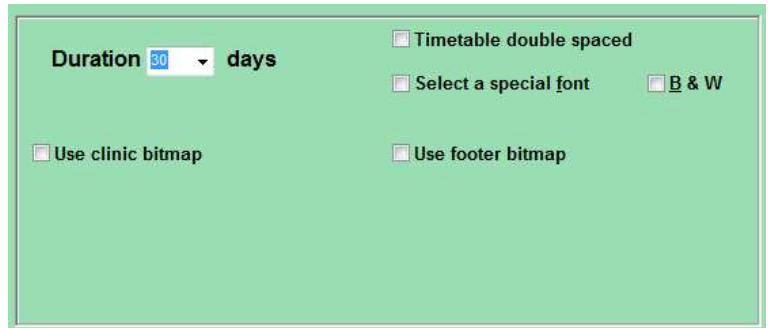 Duration 30 days
Timetable double spaced
Select a special font
B & W
Use clinic bitmap
Use footer bitmap